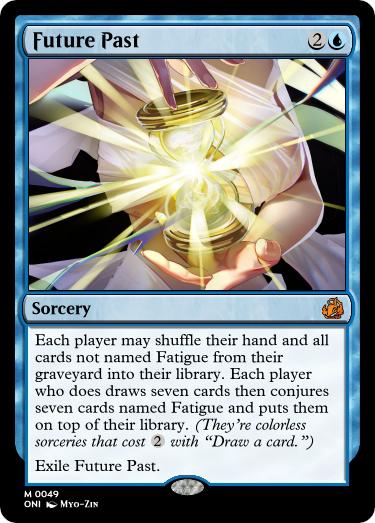 Future Past 2
Sorcery
Each player may shuffle their hand and all
cards not named Fatigue from their
graveyard into their library. Each player
who does draws seven cards then conjures
seven cards named Fatigue and puts them
on top of their library. (They're colorless
sorceries that cost 2 with “Draw a card.”)
Exile Future Past.
M 0049
ONI Myo-Zin